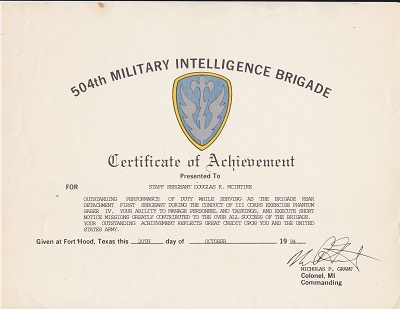 504th MILITARY INTELLIGENCE BRIGADE
Certificate of Achievement
Presented To
FOR STAFF SERGEANT DOUGLAS K. MCINTIRE
OUTSTANDING PERFORMANCE OF DUTY WHILE SERVING AS THE BRIGADE REAR
DETACHMENT FIRST SERGEANT DURING THE CONDUCT OF III CORPS EXERCISE PHANTOM
SABER IV. YOUR ABILITY TO MANAGE PERSONNEL AND TASKINGS, AND EXECUTE SHORT
NOTICE MISSIONS GREATLY CONTRIBUTED TO THE OVER ALL SUCCESS OF THE BRIGADE.
YOUR OUTSTANDING ACHIEVEMENT REFLECTS GREAT CREDIT UPON YOU AND THE UNITED
STATES ARMY.
Given at Fort Hood, Texas this 20TH day of OCTOBER 19 94
NICHOLAS P. GRANT
Colonel, MI
Commanding